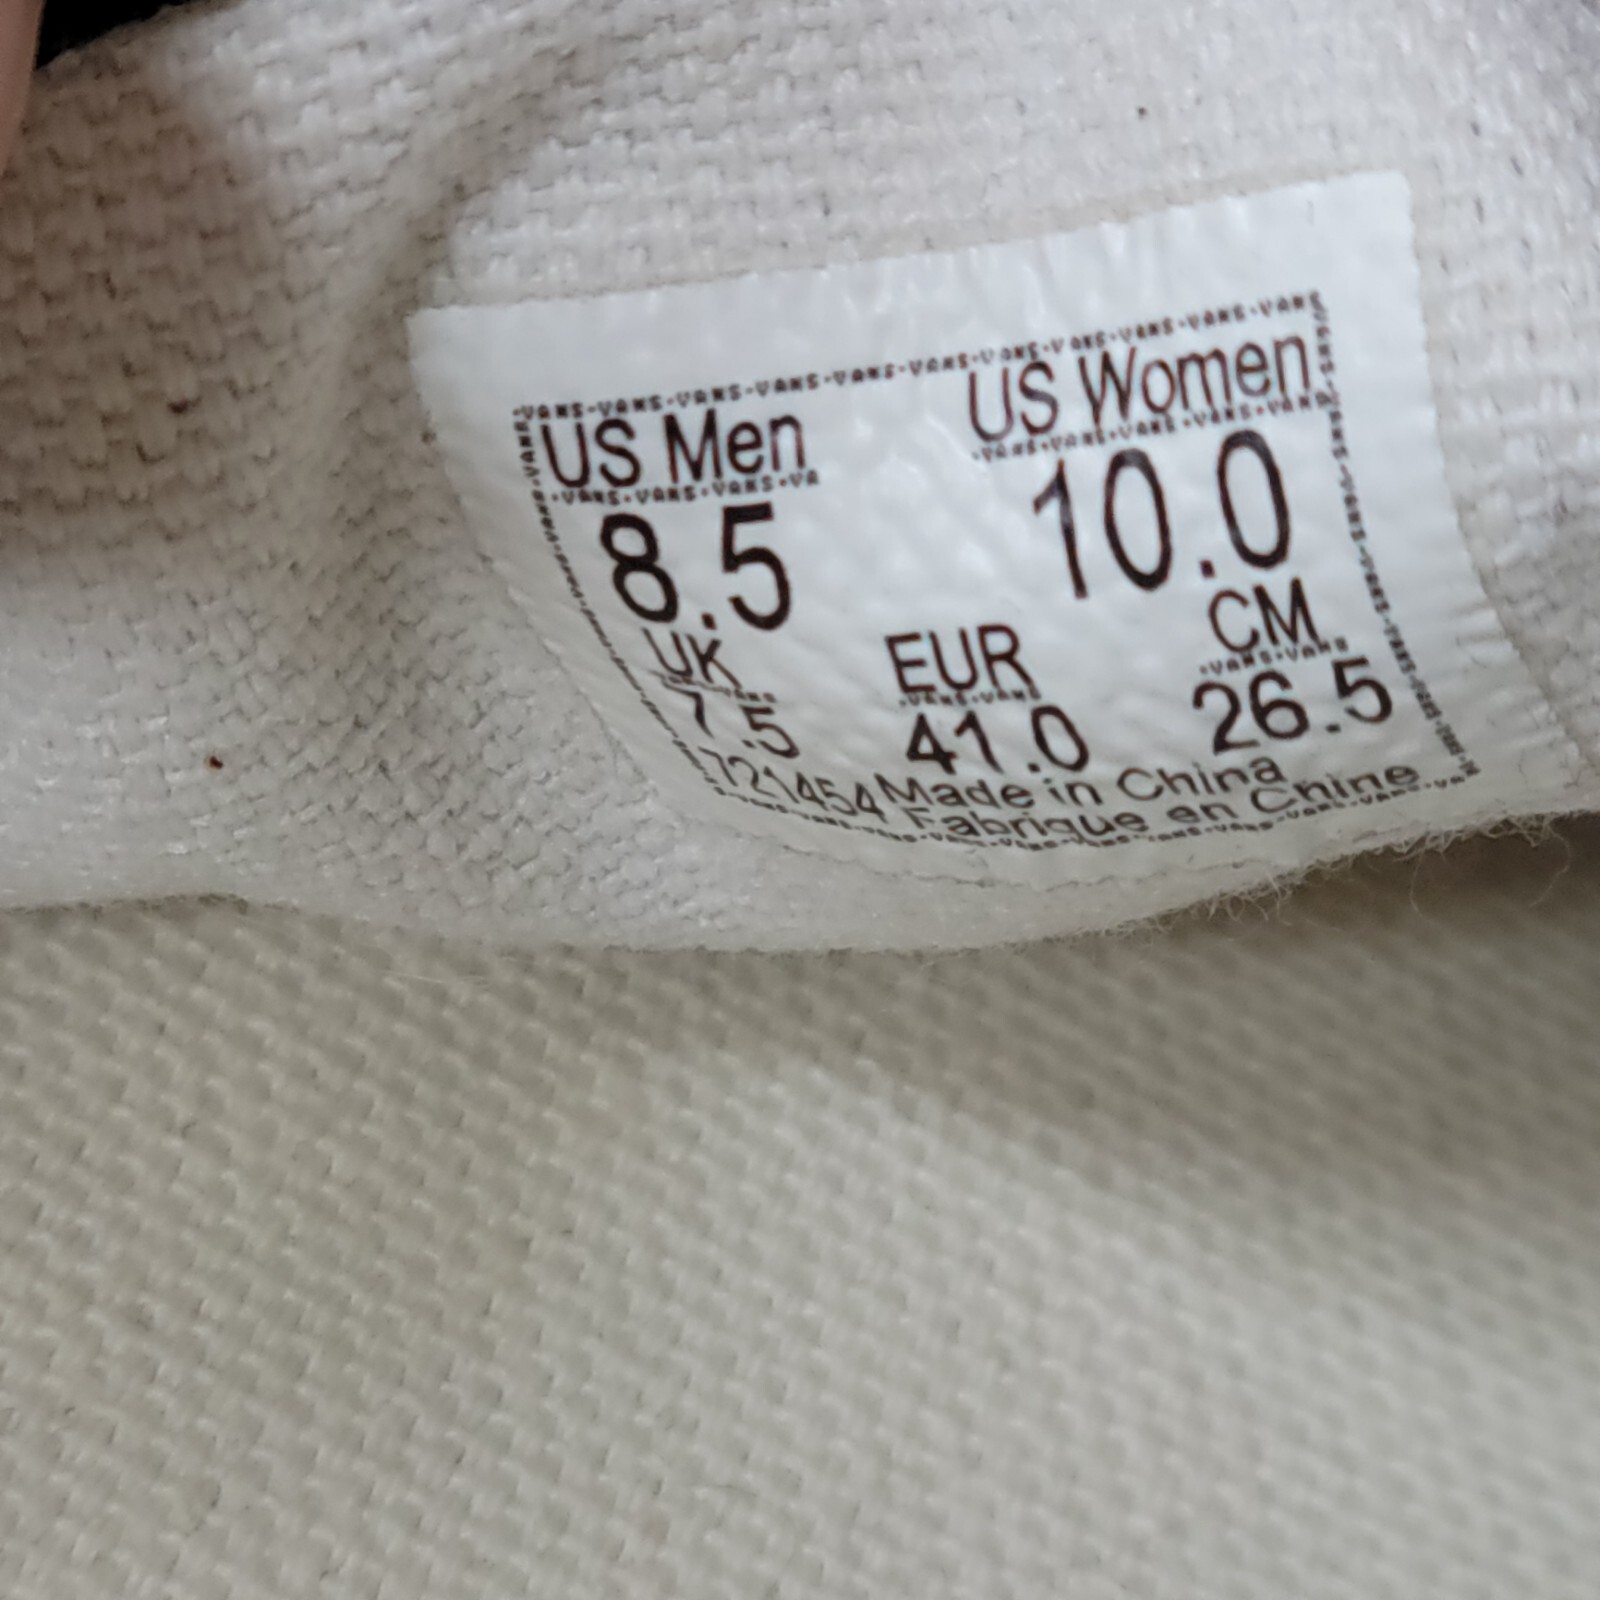 US Men US Women
8.5 10.0
UK EUR CM
7.5 41.0 26.5
721454 Made in China
Fabrique en Chine